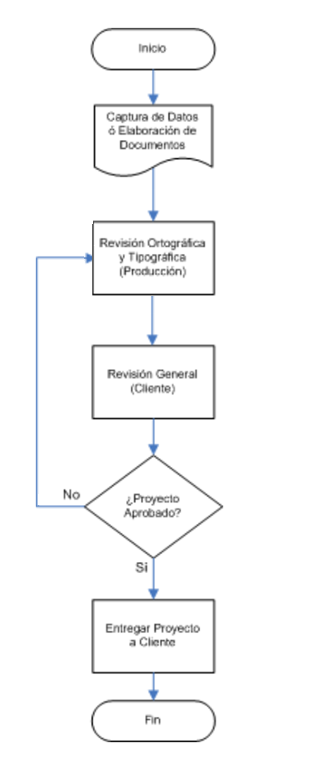 Inicio
Captura de Datos
ó Elaboración de
Documentos
Revisión Ortográfica
y Tipográfica
(Producción)
Revisión General
(Cliente)
No
¿Proyecto
Aprobado?
Si
Entregar Proyecto
a Cliente
Fin